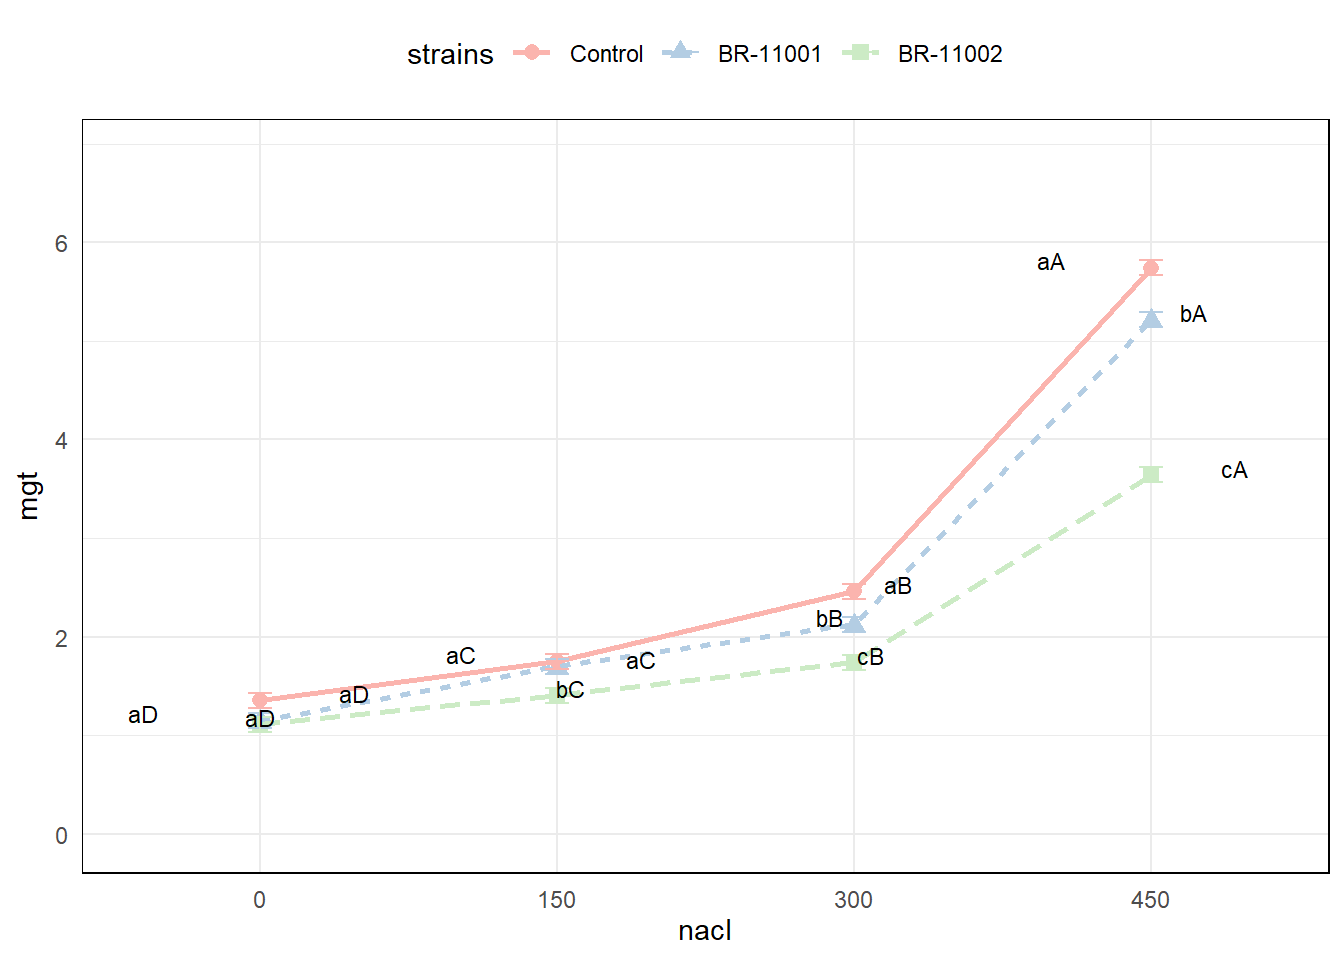 strains Control BR-11001 BR-11002
6
aA
bA
4
cA
mgt
aB
bB
2
aC
aC
cB
bC
aD
aD
aD
0
0 150 300 450
nacl